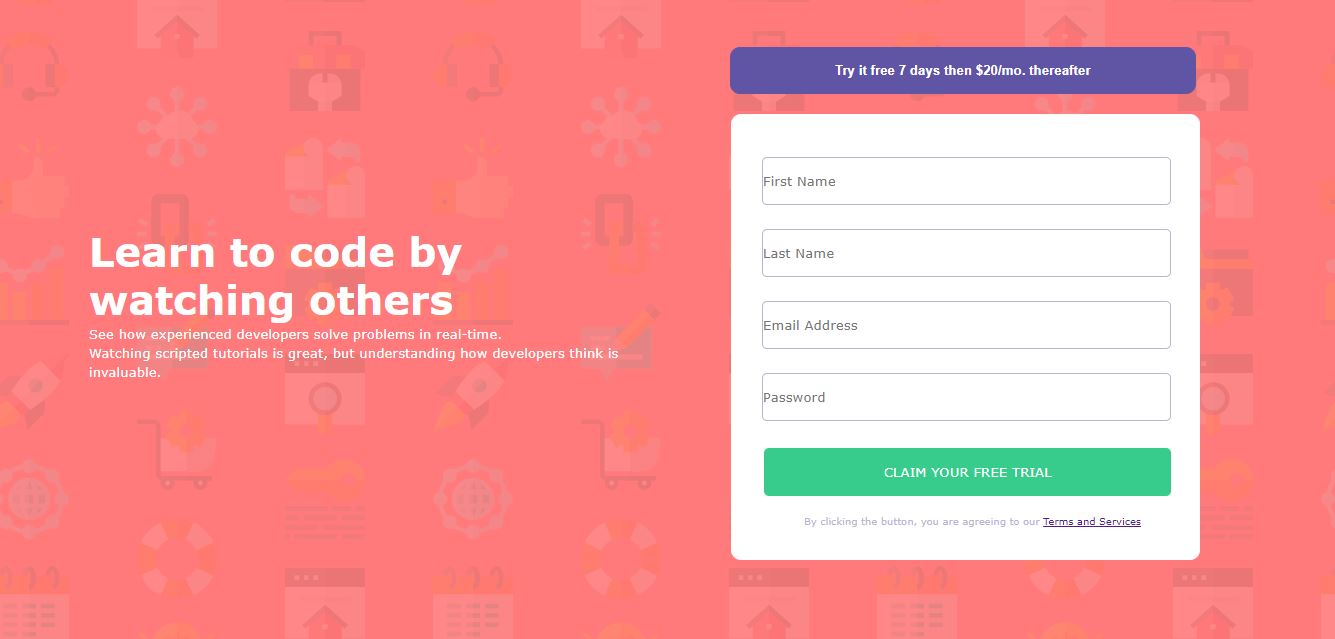 Try it free 7 days then $20/mo. thereafter
Learn to code by
watching others
See how experienced developers solve problems in real-time.
Watching scripted tutorials is great, but understanding how developers think is
invaluable.
First Name
Last Name
Email Address
Password
CLAIM YOUR FREE TRIAL
By clicking the button, you are agreeing to our Terms and Services